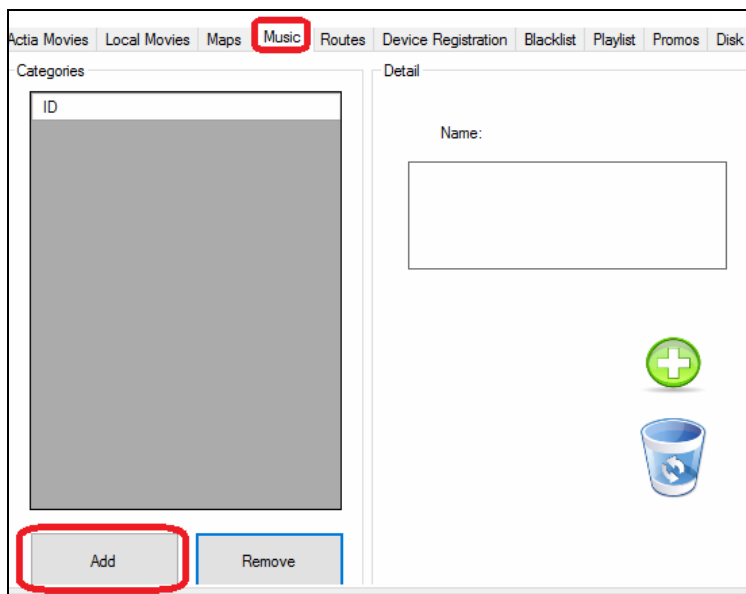 Actia Movies Local Movies Maps Music Routes Device Registration Blacklist Playlist Promos Disk
Categories
Detail
ID
Name:
Add
Remove